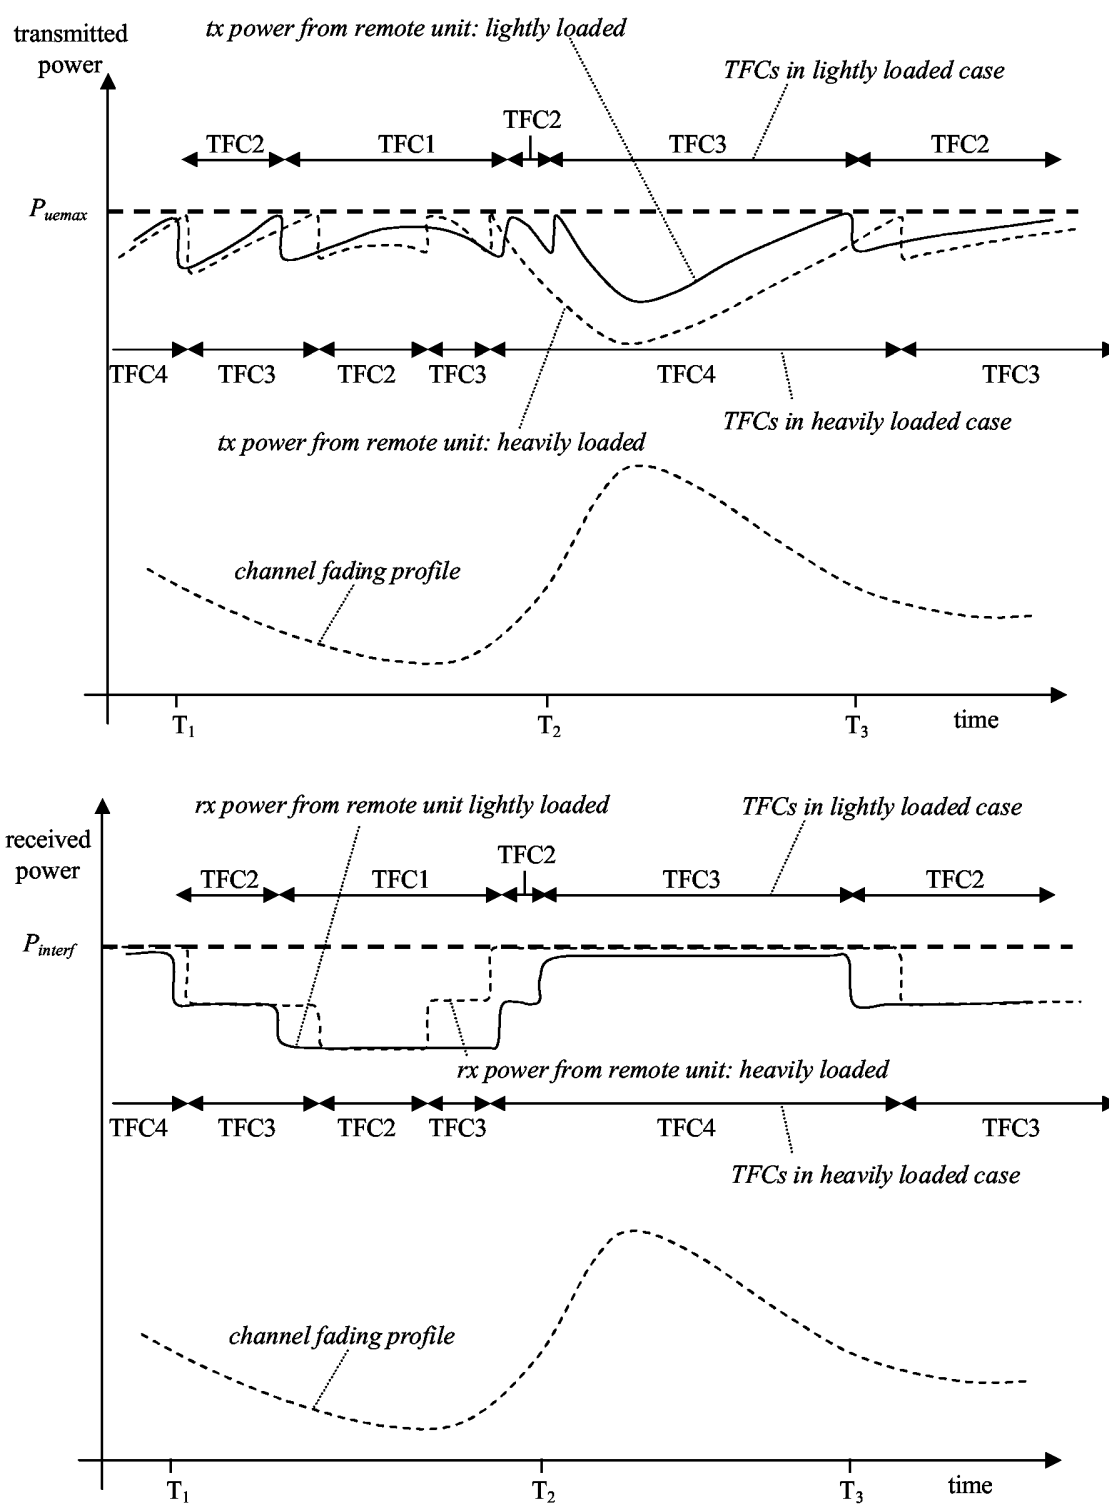 tx power from remote unit: lightly loaded
transmitted
power
TFCs in lightly loaded case
TFC2
TFC2 TFC1 TFC3 TFC2
Puemax
TFC4 TFC3 TFC2 TFC3 TFC4 TFC3
TFCs in heavily loaded case
tx power from remote unit: heavily loaded
channel fading profile
T1 T2 T3 time
rx power from remote unit lightly loaded
TFCs in lightly loaded case
received
power
TFC2
TFC2 TFC1 TFC3 TFC2
Pinterf
rx power from remote unit: heavily loaded
TFC4 TFC3 TFC2 TFC3 TFC4 TFC3
TFCs in heavily loaded case
channel fading profile
T1 T2 T3 time